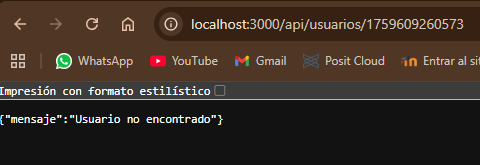 localhost:3000/api/usuarios/1759609260573
WhatsApp YouTube Gmail Posit Cloud Entrar al sit
Impresión con formato estilístico
{"mensaje":"Usuario no encontrado"}